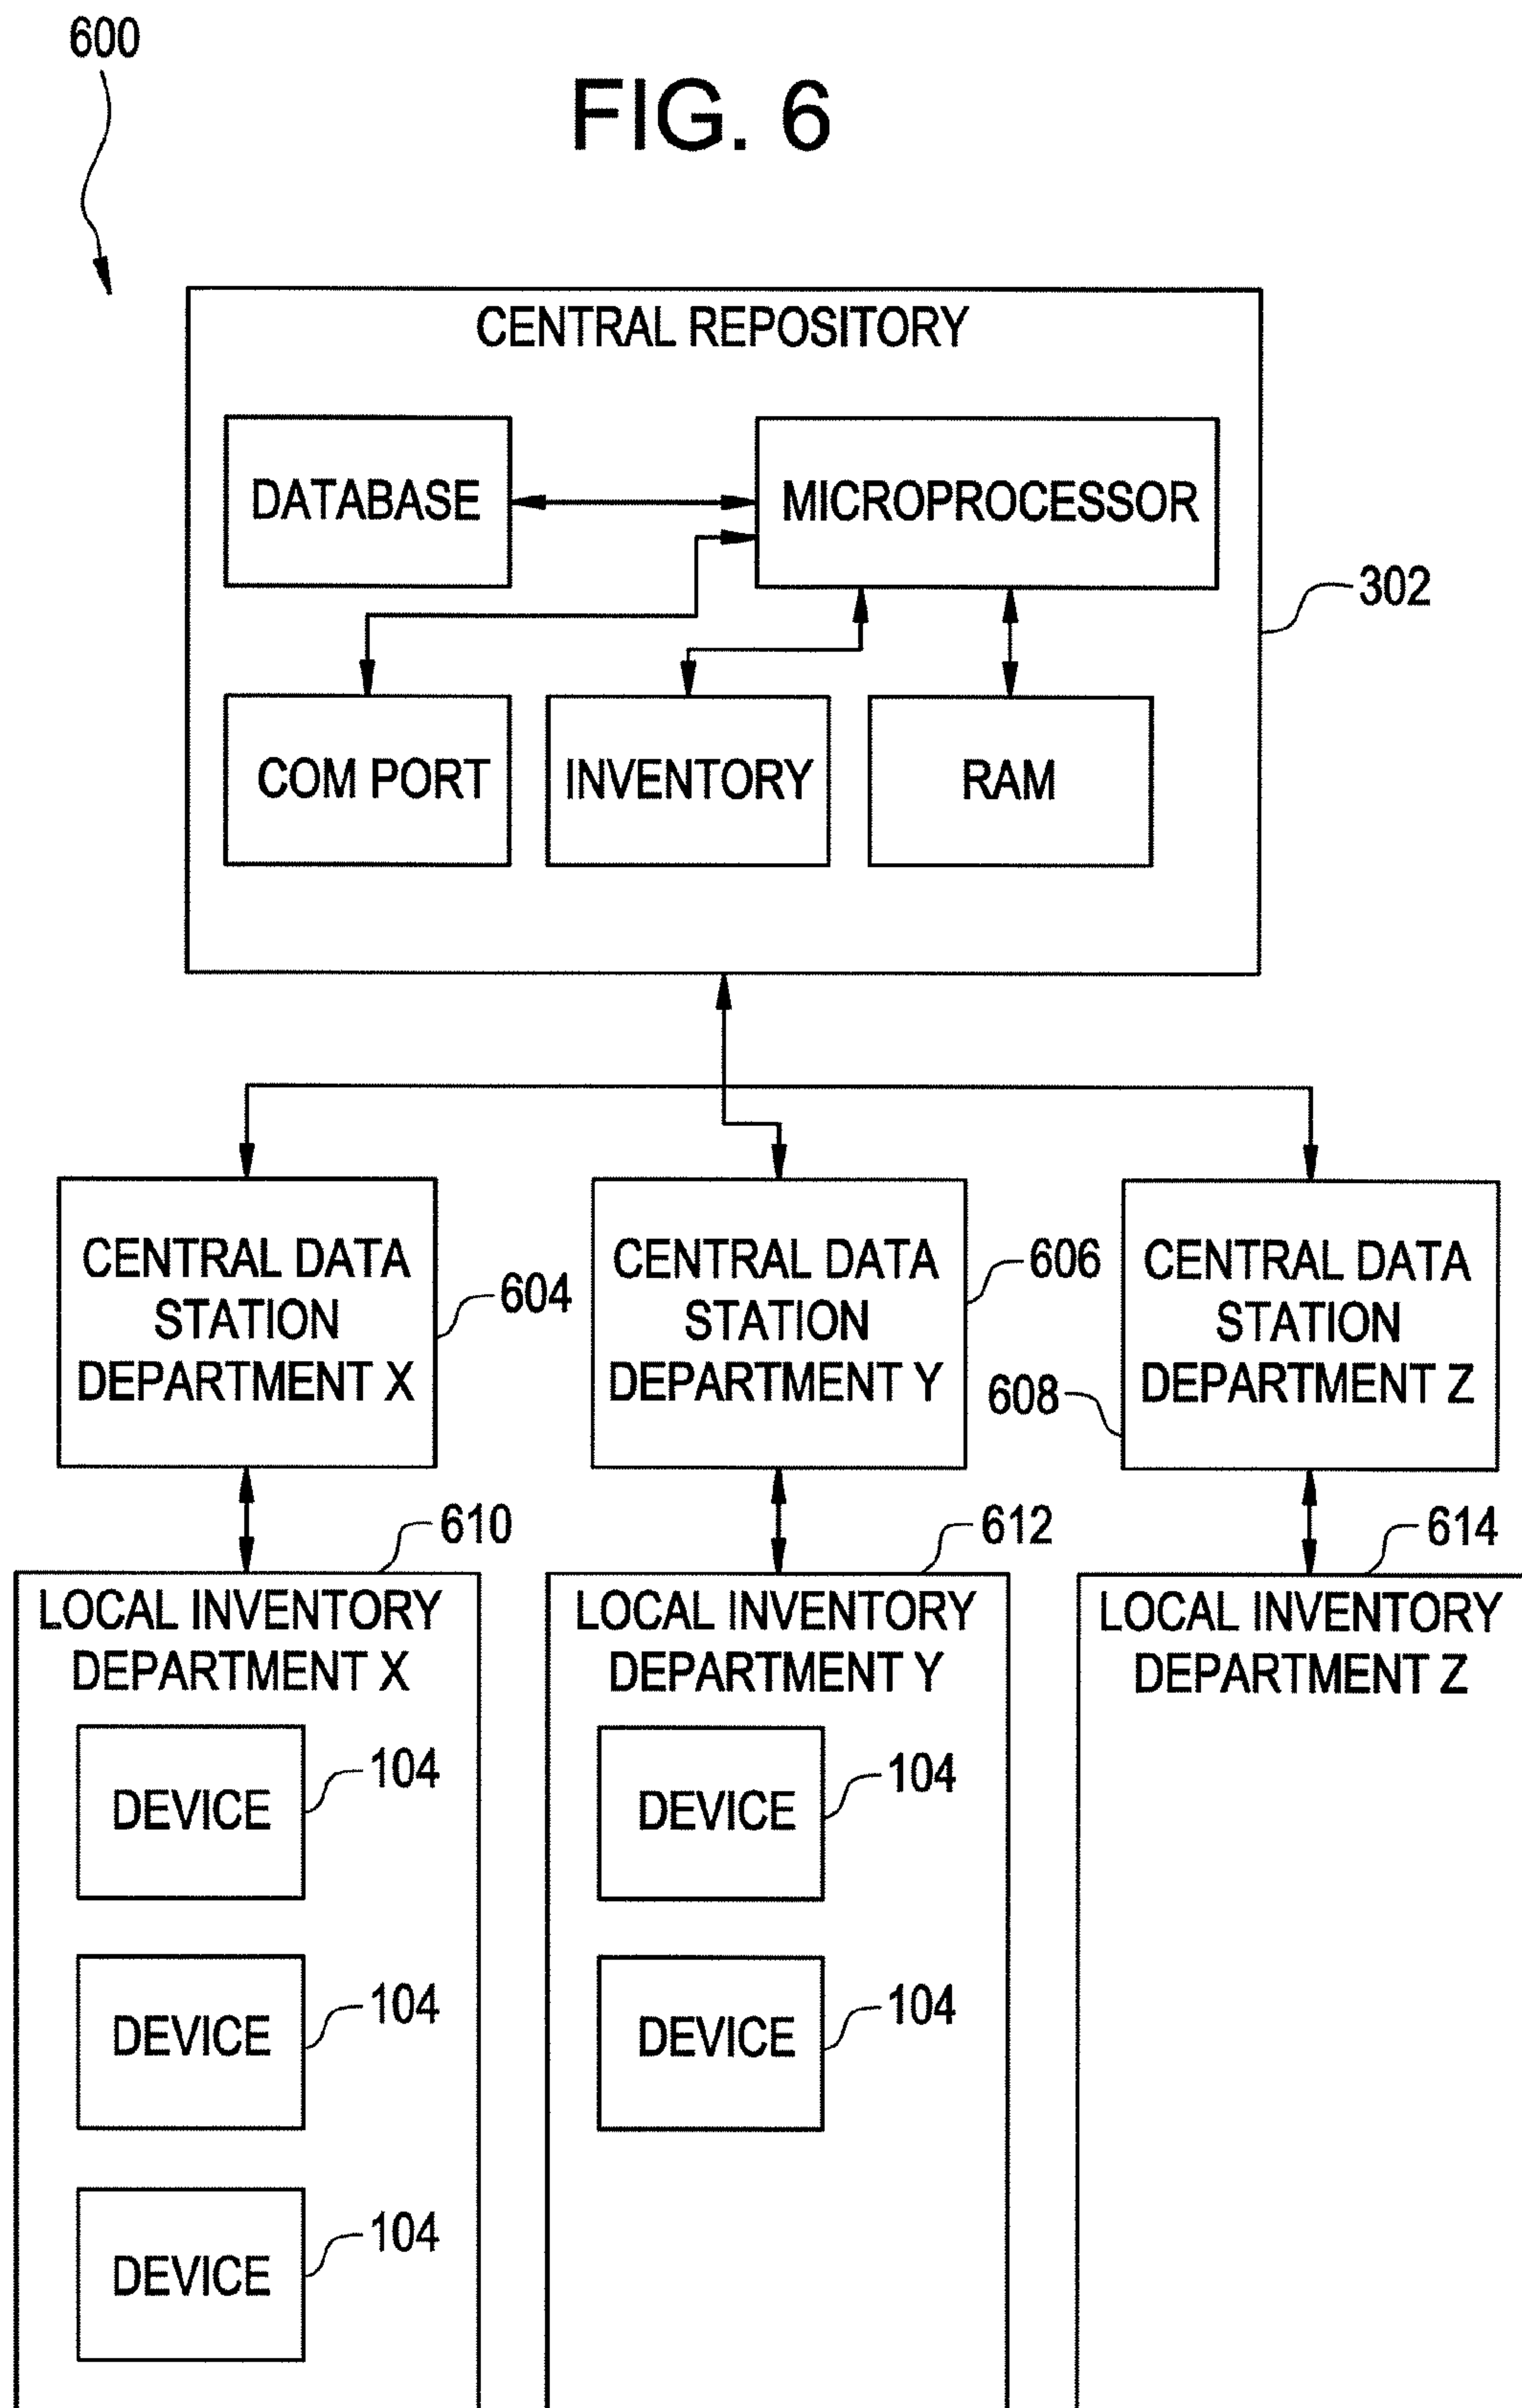 600
FIG. 6
CENTRAL REPOSITORY
DATABASE
MICROPROCESSOR
302
COM PORT
INVENTORY
RAM
CENTRAL DATA
STATION
DEPARTMENT X
604
CENTRAL DATA
STATION
DEPARTMENT Y
606
CENTRAL DATA
STATION
DEPARTMENT Z
608
610
612
614
LOCAL INVENTORY
DEPARTMENT X
LOCAL INVENTORY
DEPARTMENT Y
LOCAL INVENTORY
DEPARTMENT Z
DEVICE
104
DEVICE
104
DEVICE
104
DEVICE
104
DEVICE
104